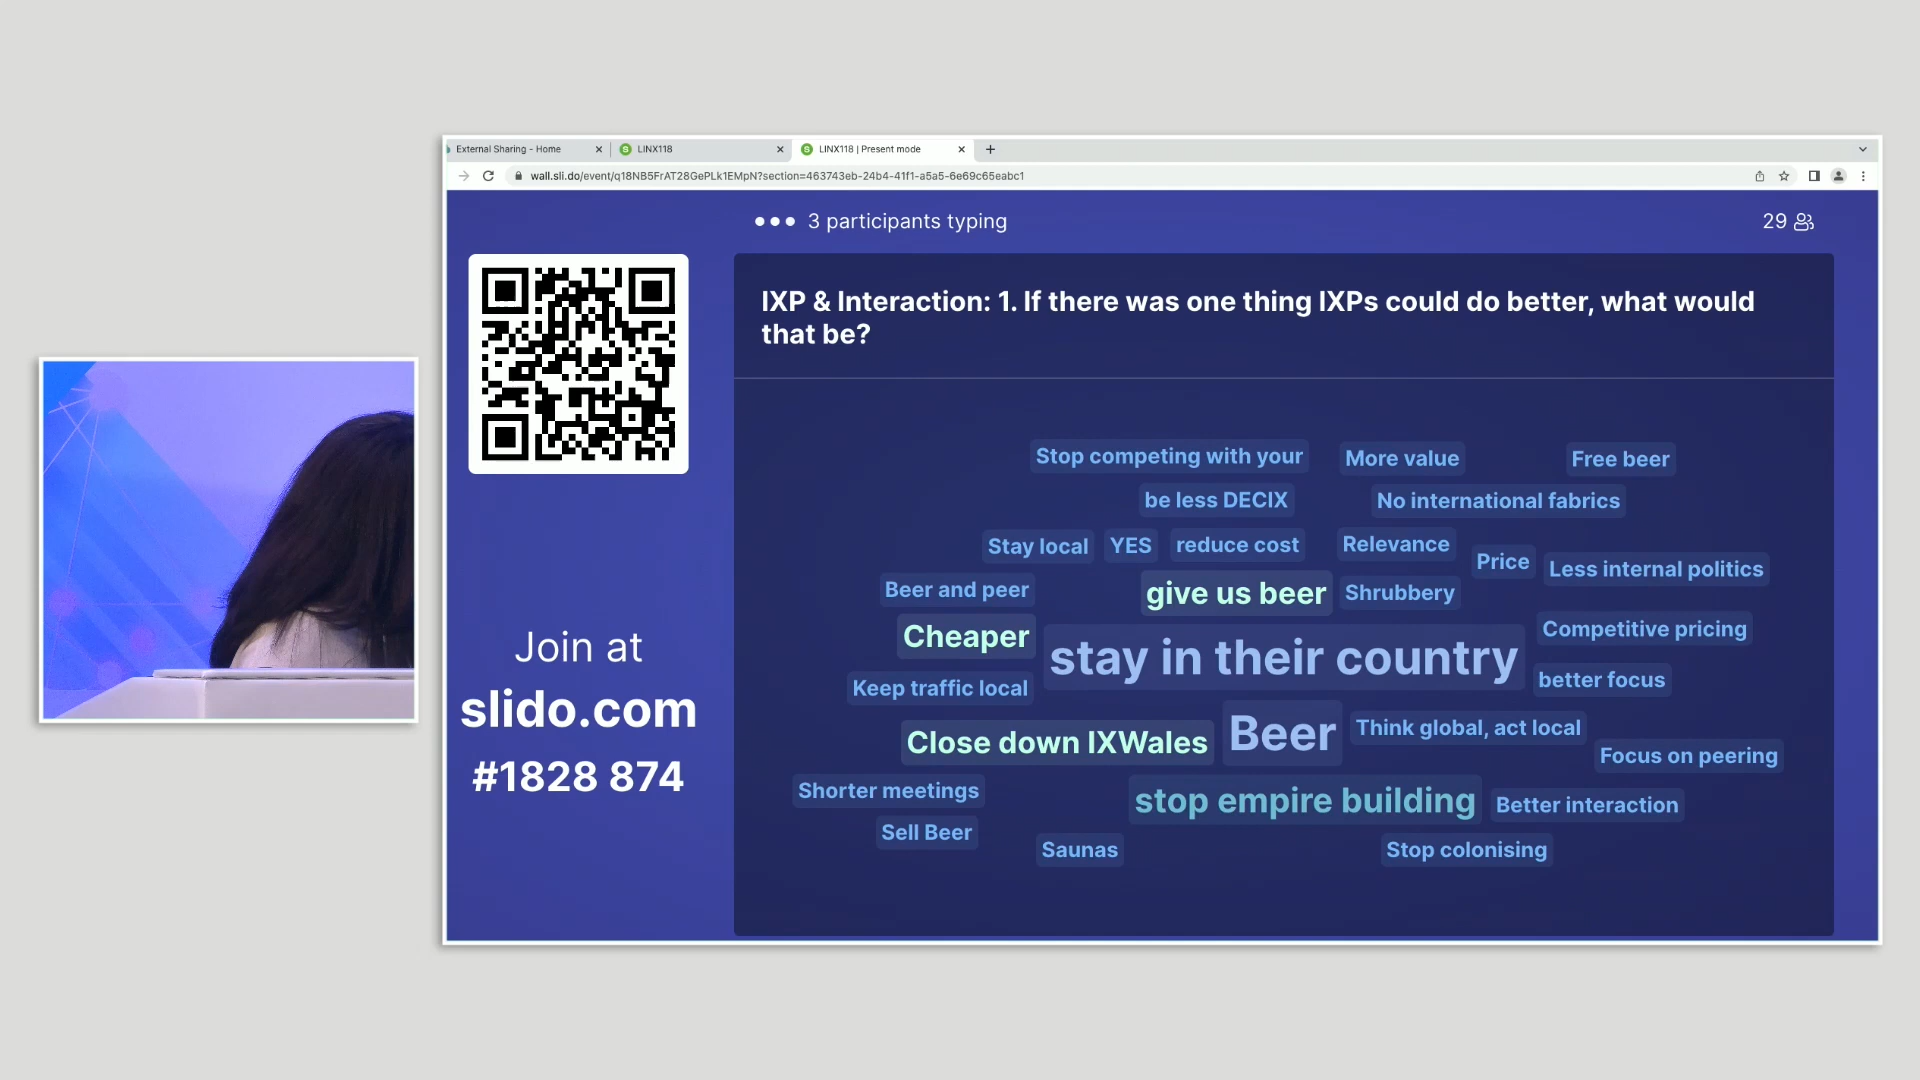 External Sharing - Home
LINX118
LINX118 | Present mode
wall.sli.do/event/q18NB5FrAT28GePLk1EMpN?section=463743eb-24b4-41f1-a5a5-6e69c65eabc1
3 participants typing
29
IXP & Interaction: 1. If there was one thing IXPs could do better, what would
that be?
Join at
slido.com
#1828 874
Stop competing with your
More value
Free beer
be less DECIX
No international fabrics
Stay local
YES
reduce cost
Relevance
Price
Less internal politics
Beer and peer
give us beer
Shrubbery
Cheaper
stay in their country
Competitive pricing
Keep traffic local
better focus
Close down IXWales
Beer
Think global, act local
Focus on peering
Shorter meetings
stop empire building
Better interaction
Sell Beer
Saunas
Stop colonising